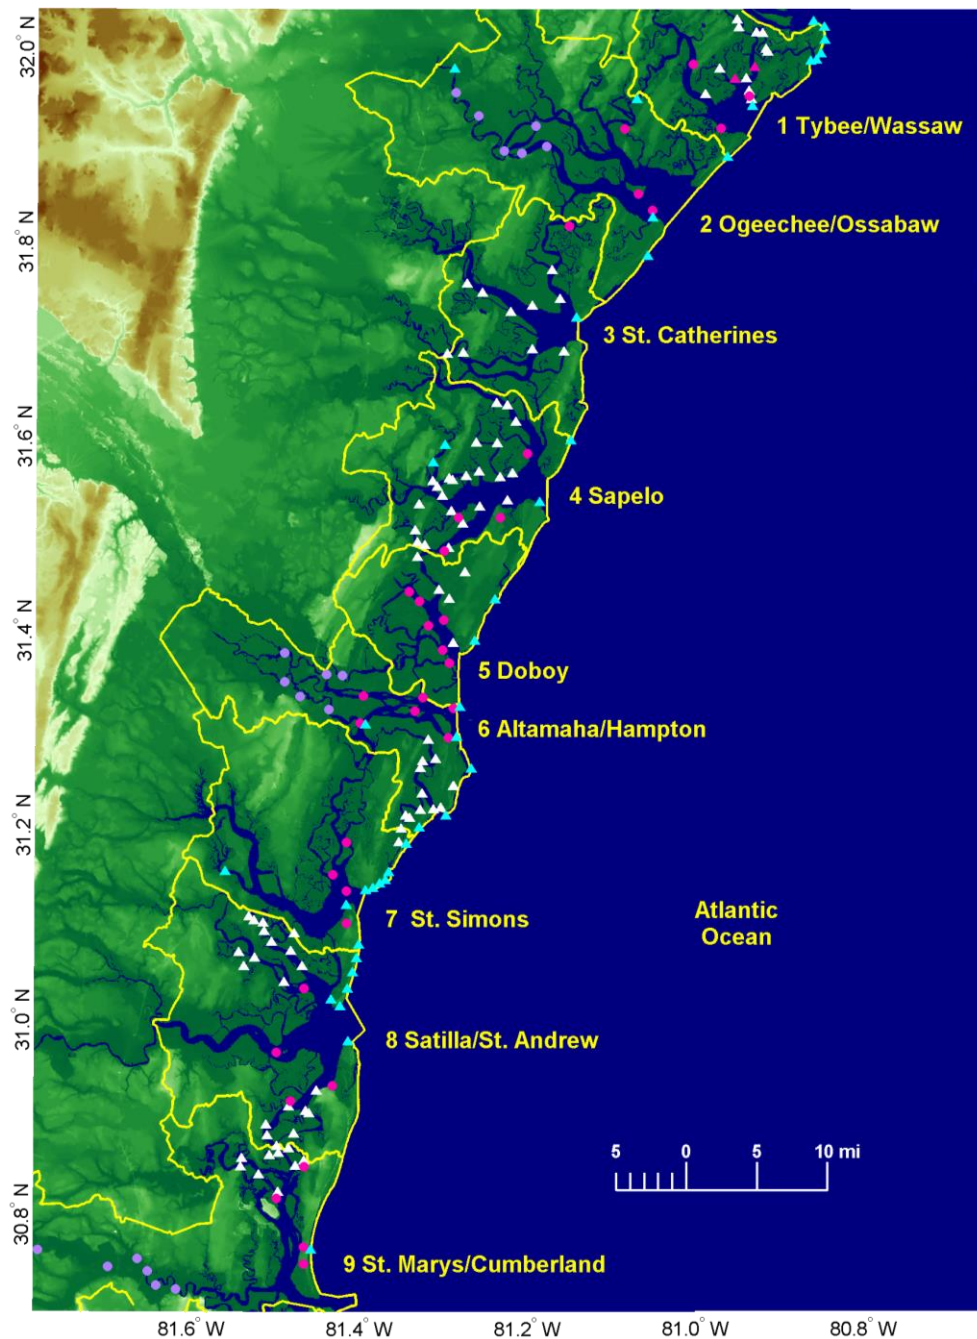 32.0° N
1 Tybee/Wassaw
31.8° N
2 Ogeechee/Ossabaw
3 St. Catherines
31.6° N
4 Sapelo
31.4° N
5 Doboy
6 Altamaha/Hampton
31.2° N
7 St. Simons
Atlantic
Ocean
31.0° N
8 Satilla/St. Andrew
5 0 5 10 mi
30.8° N
9 St. Marys/Cumberland
81.6° W 81.4° W 81.2° W 81.0° W 80.8° W